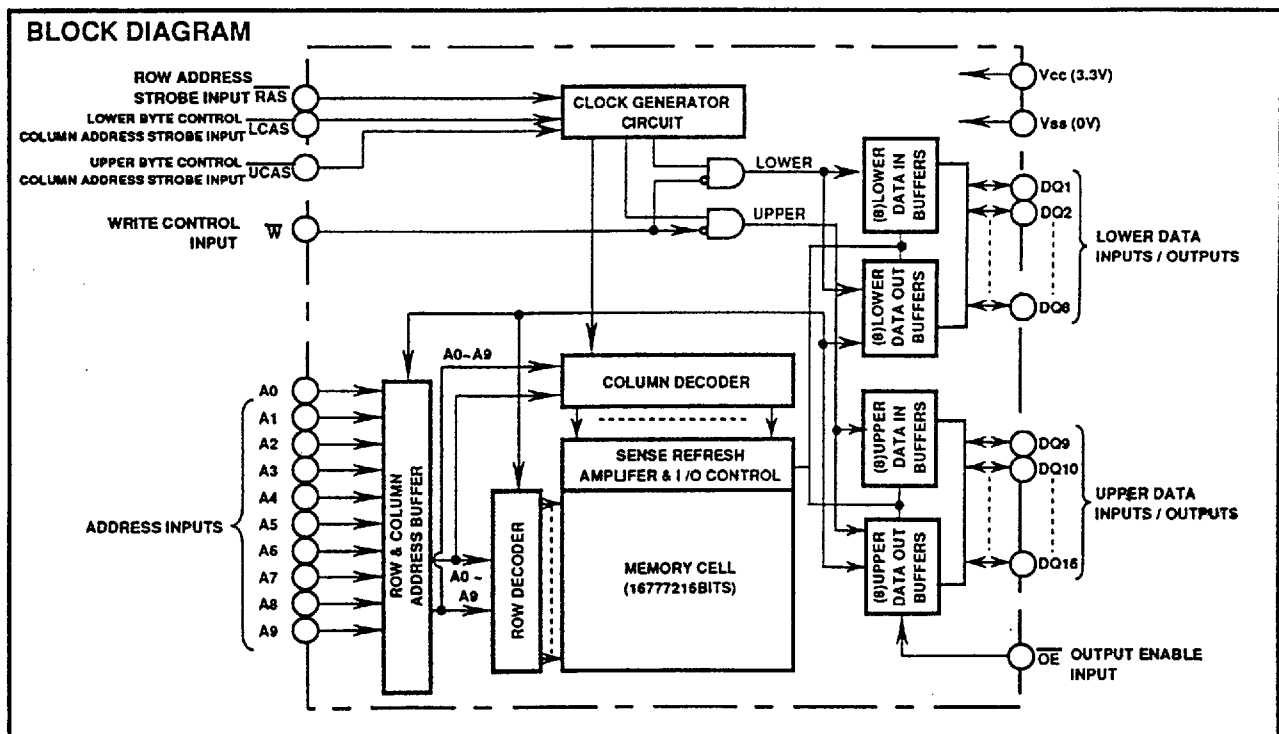 BLOCK DIAGRAM
ROW ADDRESS
STROBE INPUT RAS
LOWER BYTE CONTROL
COLUMN ADDRESS STROBE INPUT LCAS
UPPER BYTE CONTROL
COLUMN ADDRESS STROBE INPUT UCAS
WRITE CONTROL
INPUT W
CLOCK GENERATOR
CIRCUIT
LOWER
UPPER
Vcc (3.3V)
Vss (0V)
(8)LOWER
DATA IN
BUFFERS
(8)LOWER
DATA OUT
BUFFERS
DQ1
DQ2
DQ8
LOWER DATA
INPUTS / OUTPUTS
A0~A9
COLUMN DECODER
SENSE REFRESH
AMPLIFER & I /O CONTROL
MEMORY CELL
(16777216BITS)
ADDRESS INPUTS
A0
A1
A2
A3
A4
A5
A6
A7
A8
A9
ROW & COLUMN
ADDRESS BUFFER
A0 ~
A9
ROW DECODER
(8)UPPER
DATA IN
BUFFERS
(8)UPPER
DATA OUT
BUFFERS
DQ9
DQ10
DQ16
UPPER DATA
INPUTS / OUTPUTS
OE OUTPUT ENABLE
INPUT